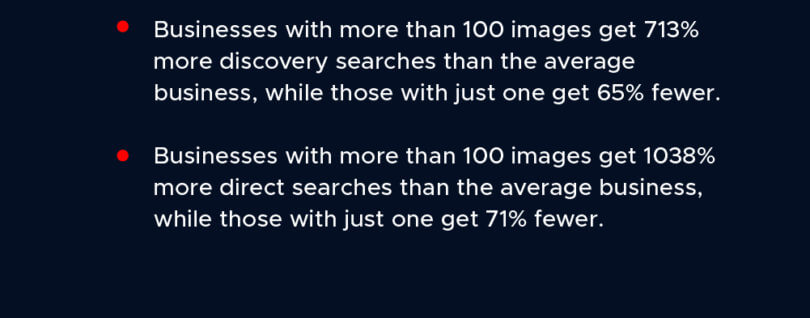 Businesses with more than 100 images get 713%
more discovery searches than the average
business, while those with just one get 65% fewer.
Businesses with more than 100 images get 1038%
more direct searches than the average business,
while those with just one get 71% fewer.